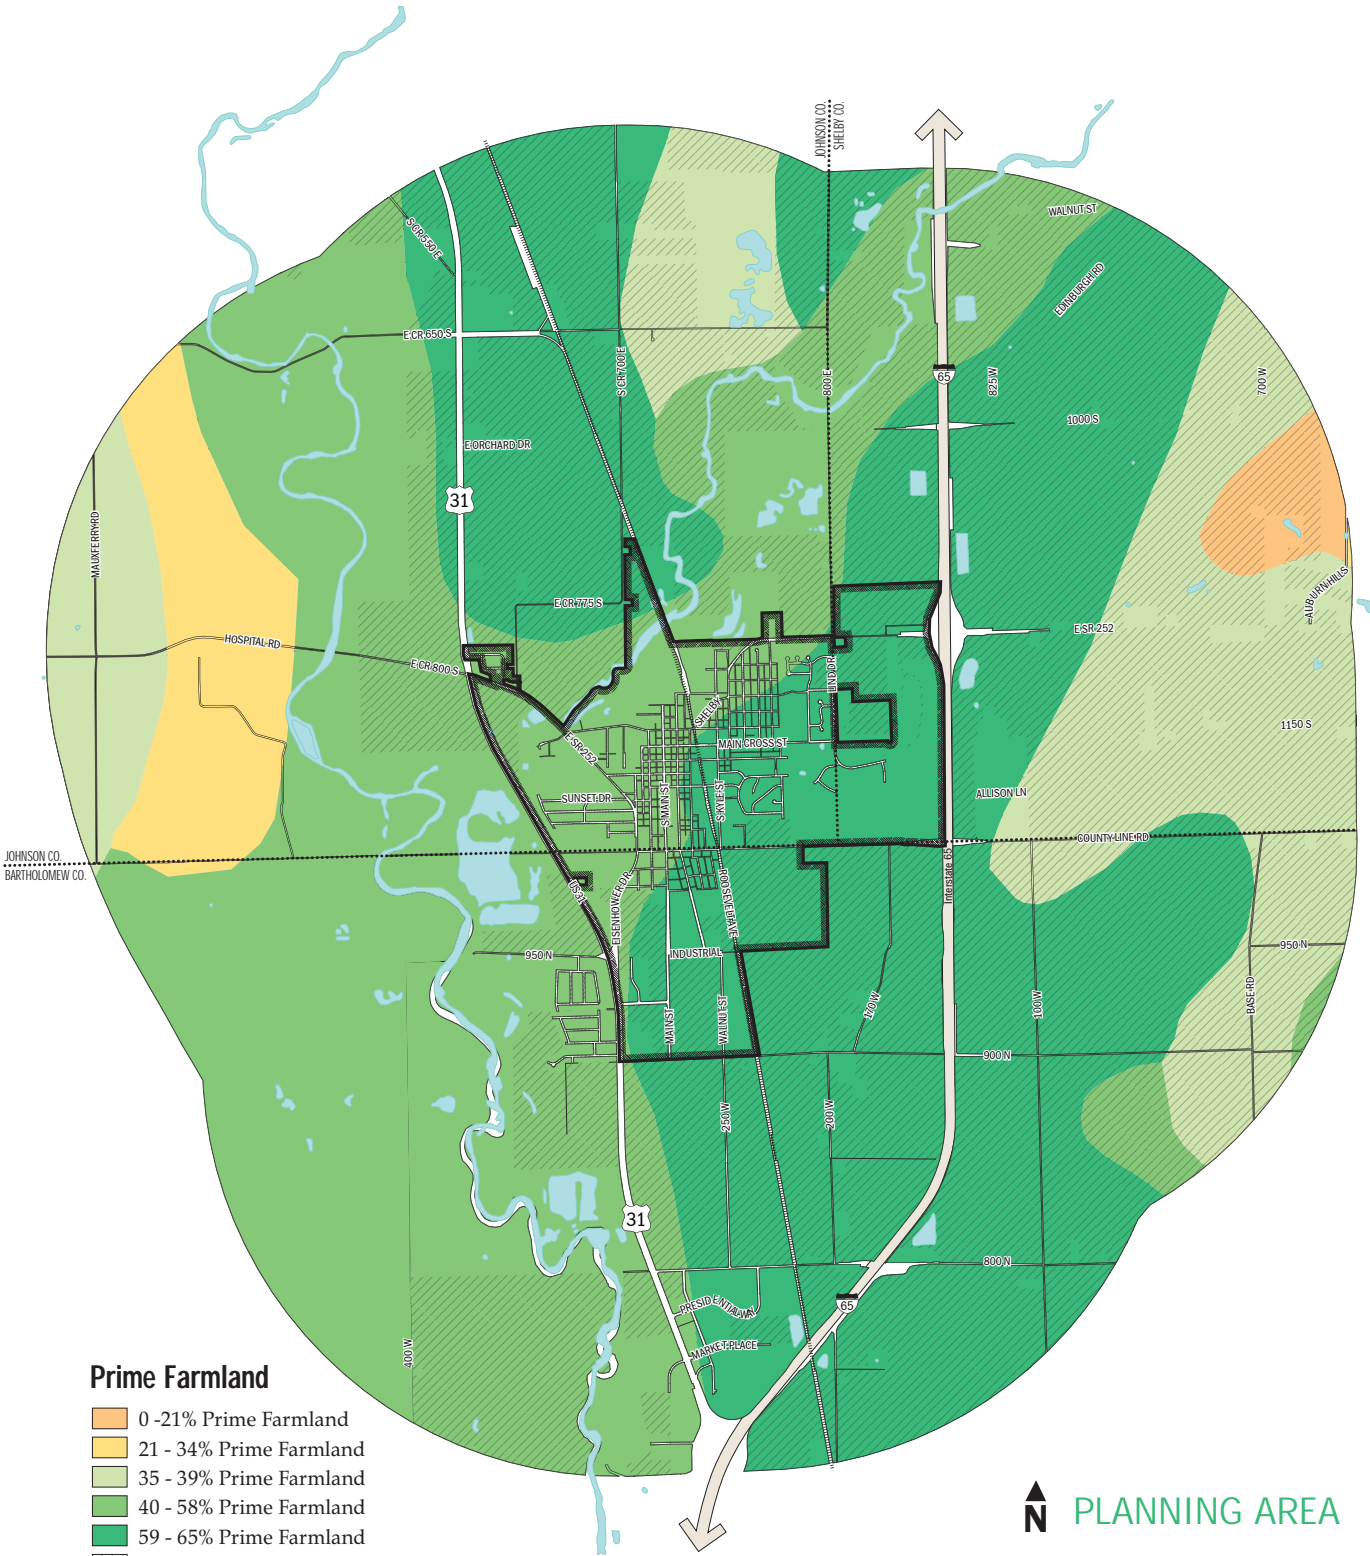 JOHNSON CO.
SHELBY CO.
WALNUT ST
S CR 550 E
EDINBURGH RD
E CR 650 S
S CR 700 E
800 E
65
825 W
700 W
1000 S
E ORCHARD DR
31
MAUXFERRY RD
E CR 775 S
AUBURN HILLS
HOSPITAL RD
E SR 252
E CR 800 S
LIND DR
SHELBY
1150 S
E SR 252
MAIN CROSS ST
SUNSET DR
S MAIN ST
S KYLE ST
ALLISON LN
COUNTY LINE RD
JOHNSON CO.
BARTHOLOMEW CO.
US 31
EISENHOWER DR
ROOSEVELT AVE
Interstate 65
950 N
INDUSTRIAL
950 N
MAIN ST
WALNUT ST
170 W
100 W
BASE RD
900 N
250 W
200 W
31
800 N
PRESIDENTIAL WAY
65
MARKET PLACE
400 W
Prime Farmland
0 -21% Prime Farmland
21 - 34% Prime Farmland
35 - 39% Prime Farmland
40 - 58% Prime Farmland
59 - 65% Prime Farmland
N
PLANNING AREA